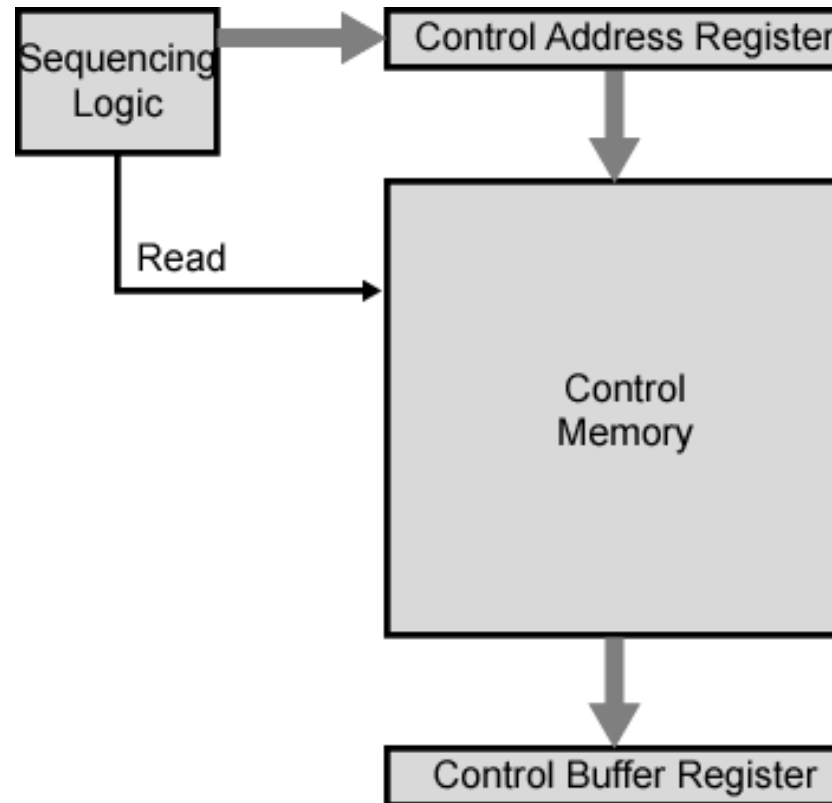 Sequencing
Logic
Control Address Register
Read
Control
Memory
Control Buffer Register